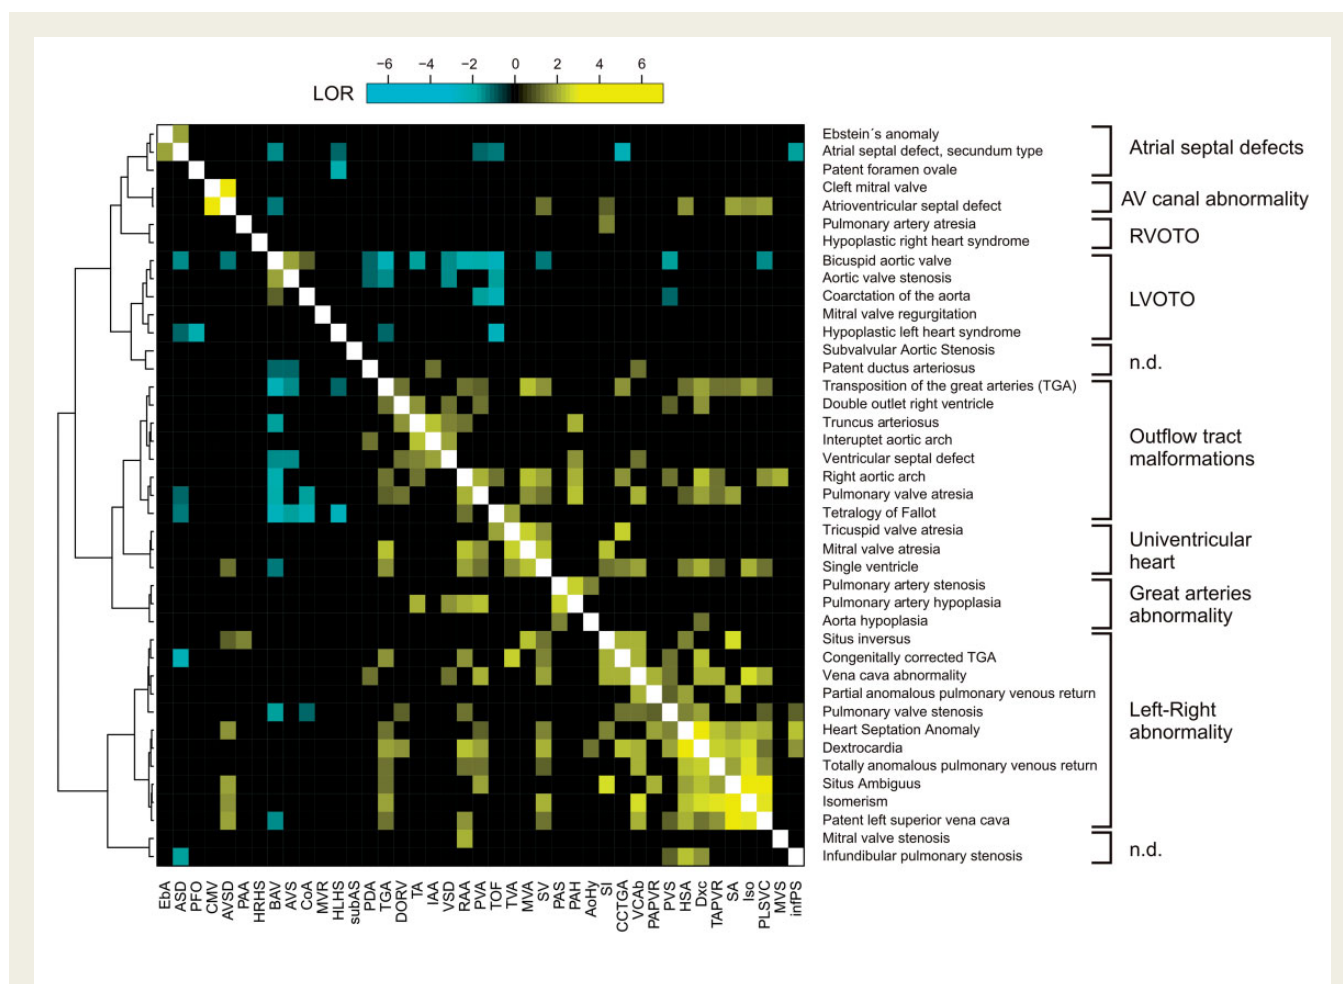 −6 −4 −2 0 2 4 6
LOR
Ebstein´s anomaly
Atrial septal defect, secundum type
Patent foramen ovale
Atrial septal defects
Cleft mitral valve
Atrioventricular septal defect
AV canal abnormality
Pulmonary artery atresia
Hypoplastic right heart syndrome
RVOTO
Bicuspid aortic valve
Aortic valve stenosis
Coarctation of the aorta
Mitral valve regurgitation
Hypoplastic left heart syndrome
LVOTO
Subvalvular Aortic Stenosis
Patent ductus arteriosus
n.d.
Transposition of the great arteries (TGA)
Double outlet right ventricle
Truncus arteriosus
Interuptet aortic arch
Ventricular septal defect
Right aortic arch
Pulmonary valve atresia
Tetralogy of Fallot
Outflow tract
malformations
Tricuspid valve atresia
Mitral valve atresia
Single ventricle
Univentricular
heart
Pulmonary artery stenosis
Pulmonary artery hypoplasia
Aorta hypoplasia
Great arteries
abnormality
Situs inversus
Congenitally corrected TGA
Vena cava abnormality
Partial anomalous pulmonary venous return
Pulmonary valve stenosis
Heart Septation Anomaly
Dextrocardia
Totally anomalous pulmonary venous return
Situs Ambiguus
Isomerism
Patent left superior vena cava
Left-Right
abnormality
Mitral valve stenosis
Infundibular pulmonary stenosis
n.d.
EbA
ASD
PFO
CMV
AVSD
PAA
HRHS
BAV
AVS
CoA
MVR
HLHS
subAS
PDA
TGA
DORV
TA
IAA
VSD
RAA
PVA
TOF
TVA
MVA
SV
PAS
PAH
AoHy
SI
CCTGA
VCAb
PAPVR
PVS
HSA
Dxc
TAPVR
SA
Iso
PLSVC
MVS
infPS